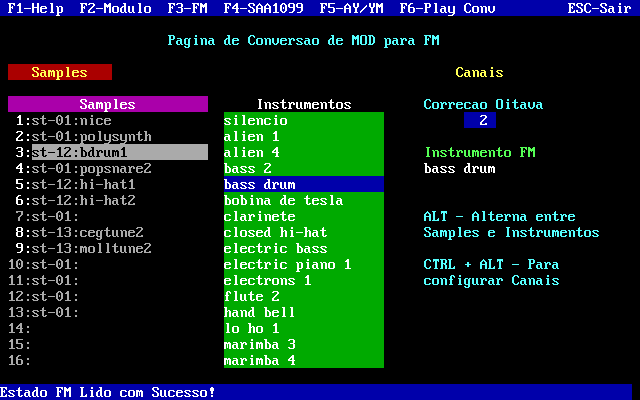 F1-Help F2-Modulo F3-FM F4-SAA1099 F5-AY/YM F6-Play Conv ESC-Sair
Pagina de Conversao de MOD para FM
Samples
Canais
Samples
1:st-01:nice
2:st-01:polysynth
3:st-12:bdrum1
4:st-01:popsnare2
5:st-12:hi-hat1
6:st-12:hi-hat2
7:st-01:
8:st-13:cegtune2
9:st-13:molltune2
10:st-01:
11:st-01:
12:st-01:
13:st-01:
14:
15:
16:
Instrumentos
silencio
alien 1
alien 4
bass 2
bass drum
bobina de tesla
clarinete
closed hi-hat
electric bass
electric piano 1
electrons 1
flute 2
hand bell
lo ho 1
marimba 3
marimba 4
Correcao Oitava
2
Instrumento FM
bass drum
ALT - Alterna entre
Samples e Instrumentos
CTRL + ALT - Para
configurar Canais
Estado FM Lido com Sucesso!